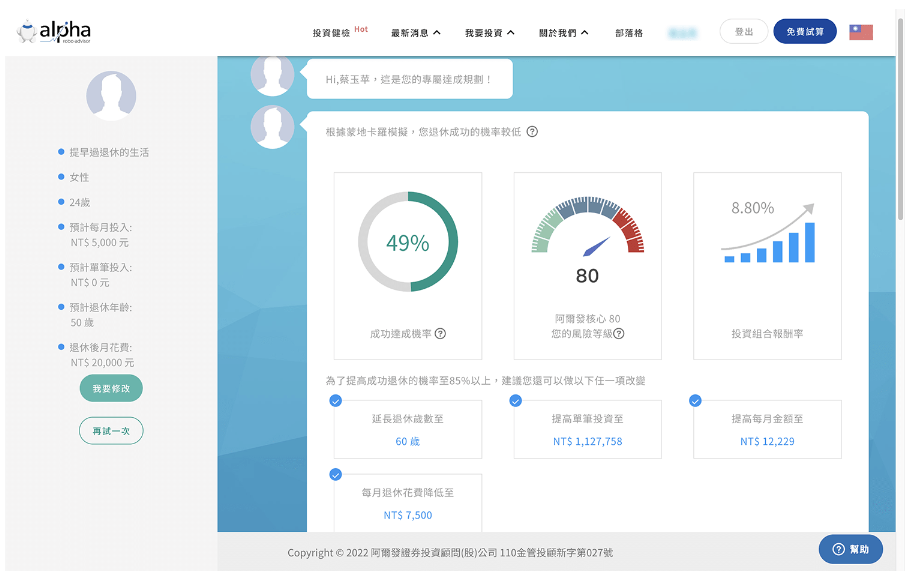 alpha
robo-advisor
投資健檢 Hot
最新消息
我要投資
關於我們
部落格
登出
免費試算
提早過退休的生活
女性
24歲
預計每月投入:
NT$ 5,000 元
預計單筆投入:
NT$ 0 元
預計退休年齡:
50 歲
退休後月花費:
NT$ 20,000 元
我要修改
再試一次
Hi,蔡玉華，這是您的專屬達成規劃！
根據蒙地卡羅模擬，您退休成功的機率較低 ?
49%
成功達成機率 ?
80
阿爾發核心 80
您的風險等級 ?
8.80%
投資組合報酬率
為了提高成功退休的機率至85%以上，建議您還可以做以下任一項改變
延長退休歲數至
60 歲
提高單筆投資至
NT$ 1,127,758
提高每月金額至
NT$ 12,229
每月退休花費降低至
NT$ 7,500
Copyright © 2022 阿爾發證券投資顧問(股)公司 110金管投顧新字第027號
? 幫助